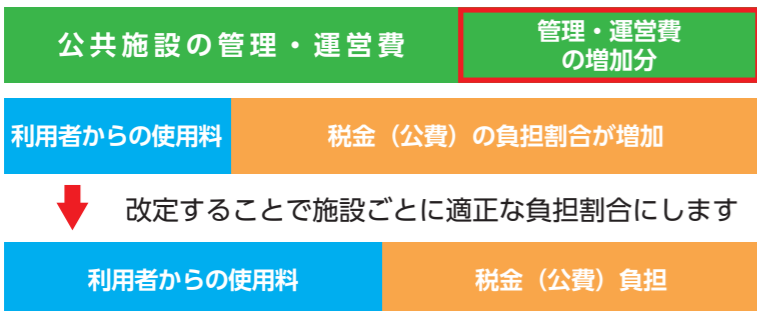 公共施設の管理・運営費
管理・運営費
の増加分
利用者からの使用料
税金（公費）の負担割合が増加
改定することで施設ごとに適正な負担割合にします
利用者からの使用料
税金（公費）負担